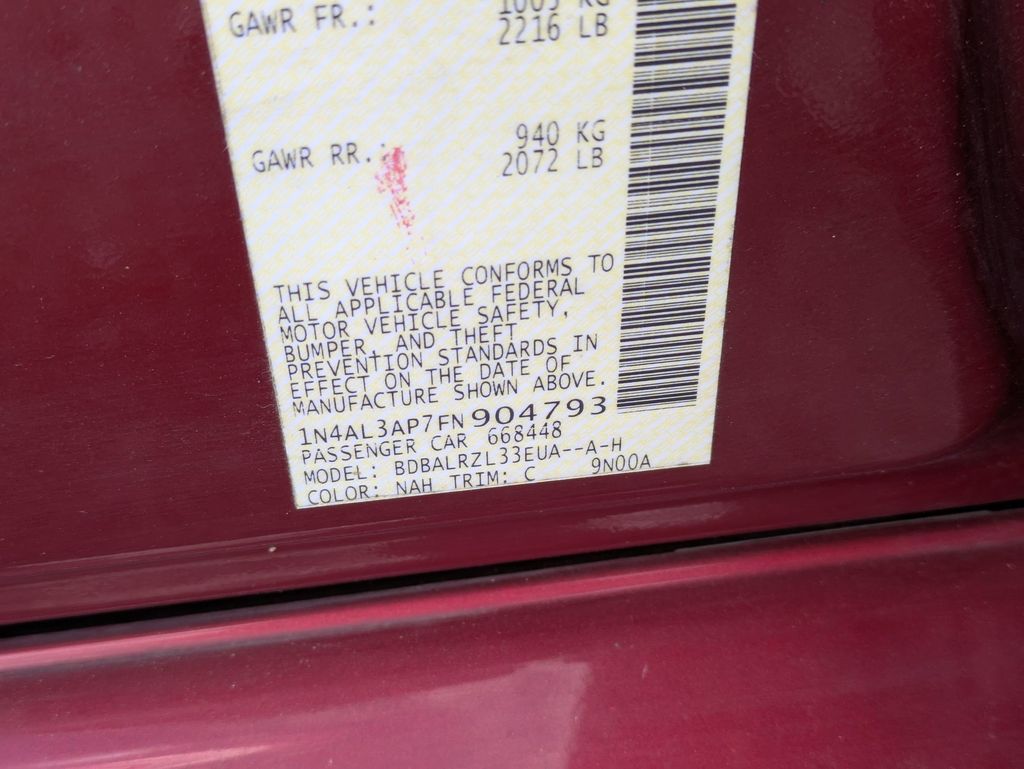 GAWR FR.: 1005 KG
2216 LB
GAWR RR.: 940 KG
2072 LB
THIS VEHICLE CONFORMS TO
ALL APPLICABLE FEDERAL
MOTOR VEHICLE SAFETY,
BUMPER, AND THEFT
PREVENTION STANDARDS IN
EFFECT ON THE DATE OF
MANUFACTURE SHOWN ABOVE.
1N4AL3AP7FN904793
PASSENGER CAR 668448
MODEL: BDBALRZL33EUA--A-H
COLOR: NAH TRIM: C 9N00A